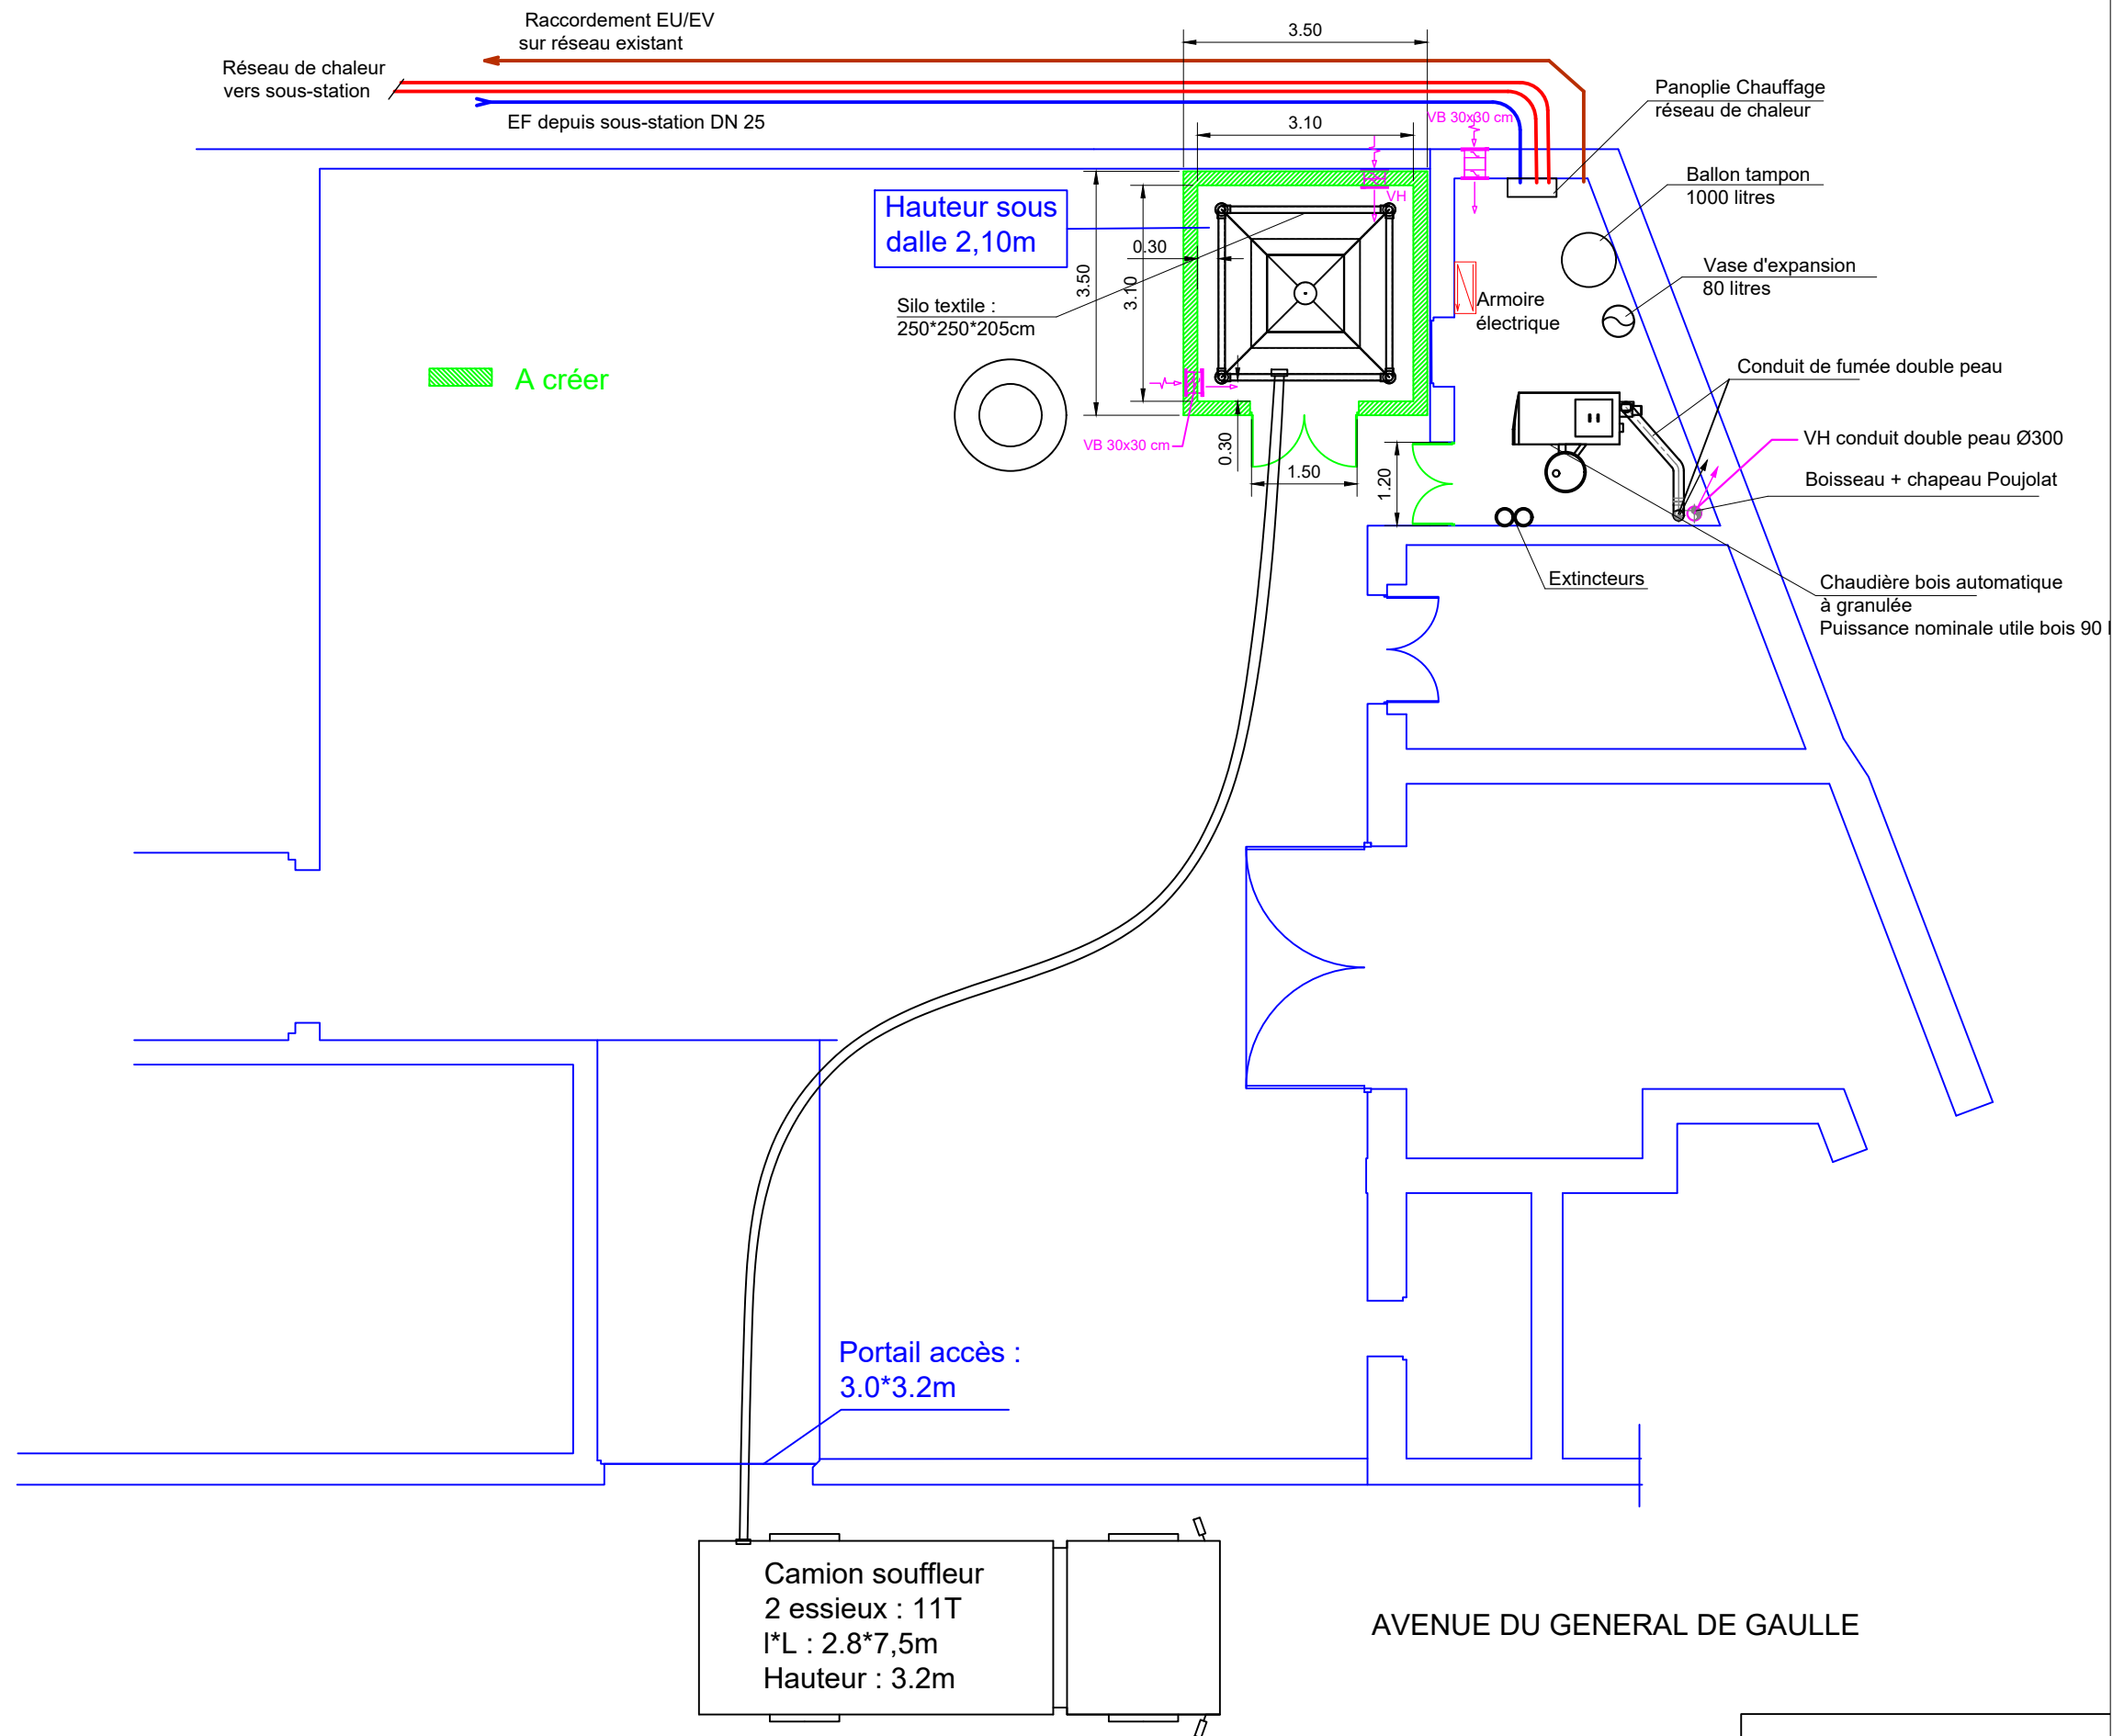 Raccordement EU/EV
sur réseau existant
Réseau de chaleur
vers sous-station
EF depuis sous-station DN 25
3.50
3.10
VB 30x30 cm
Panoplie Chauffage
réseau de chaleur
Ballon tampon
1000 litres
Vase d'expansion
80 litres
Hauteur sous
dalle 2,10m
VH
0.30
3.50
3.10
Silo textile :
250*250*205cm
Armoire
électrique
A créer
Conduit de fumée double peau
VB 30x30 cm
0.30
1.50
1.20
VH conduit double peau Ø300
Boisseau + chapeau Poujolat
Extincteurs
Chaudière bois automatique
à granulée
Puissance nominale utile bois 90
Portail accès :
3.0*3.2m
Camion souffleur
2 essieux : 11T
l*L : 2.8*7,5m
Hauteur : 3.2m
AVENUE DU GENERAL DE GAULLE